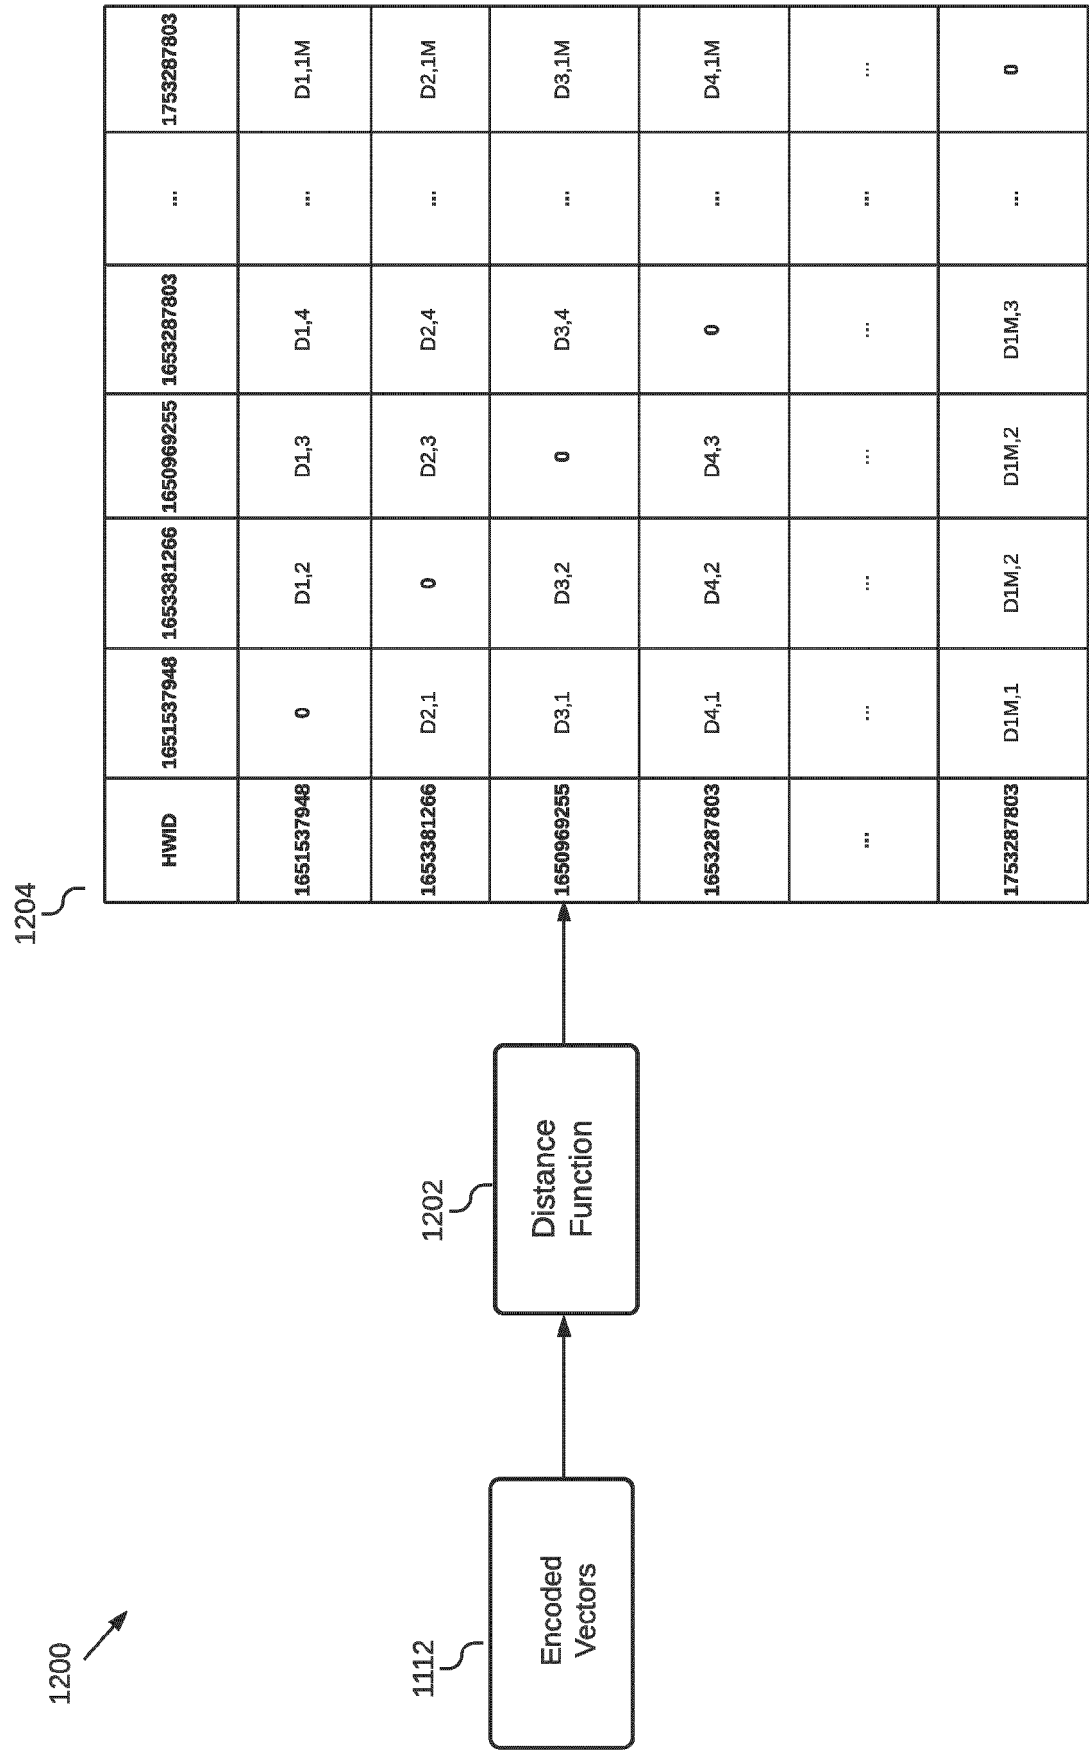 1200
1112
Encoded
Vectors
1202
Distance
Function
1204
HWID 1651537948 1653381266 1650969255 1653287803 ... 1753287803
1651537948 0 D1,2 D1,3 D1,4 ... D1,1M
1653381266 D2,1 0 D2,3 D2,4 ... D2,1M
1650969255 D3,1 D3,2 0 D3,4 ... D3,1M
1653287803 D4,1 D4,2 D4,3 0 ... D4,1M
... ... ... ... ... ... ...
1753287803 D1M,1 D1M,2 D1M,2 D1M,3 ... 0